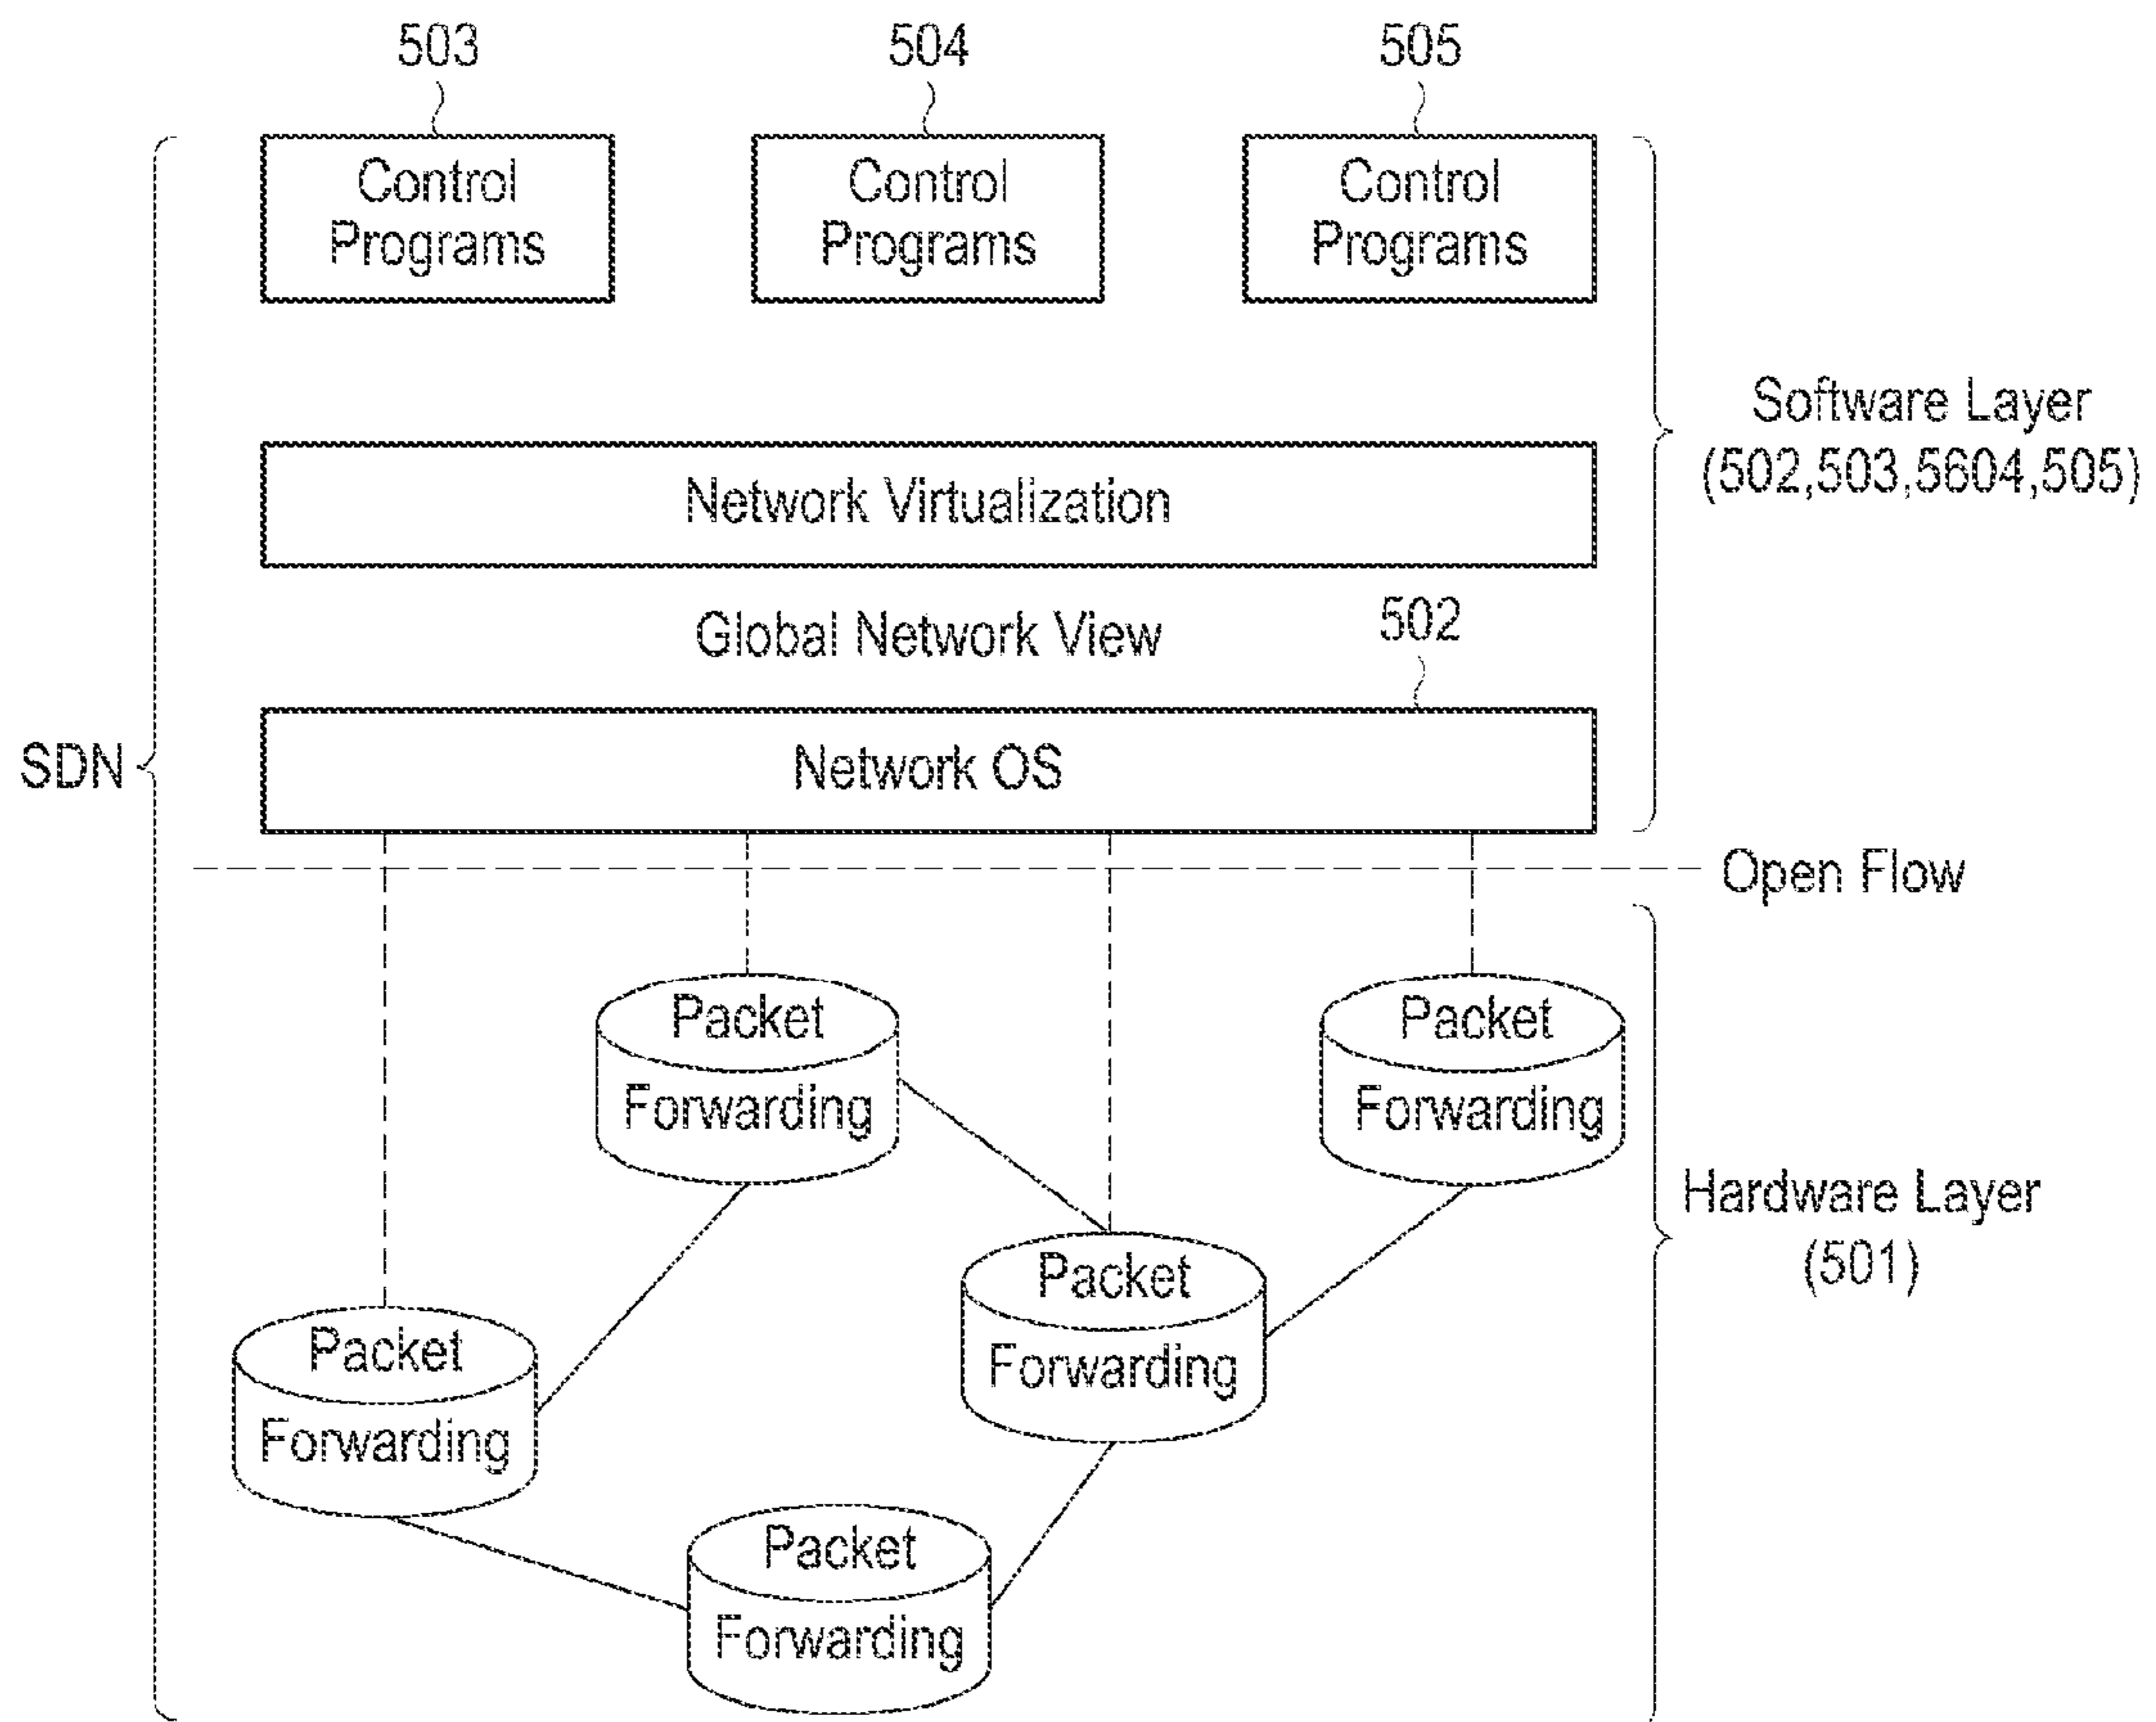 503
504
505
Control
Programs
Control
Programs
Control
Programs
Software Layer
(502,503,5604,505)
Network Virtualization
Global Network View
502
SDN
Network OS
Open Flow
Packet
Forwarding
Packet
Forwarding
Hardware Layer
(501)
Packet
Forwarding
Packet
Forwarding
Packet
Forwarding